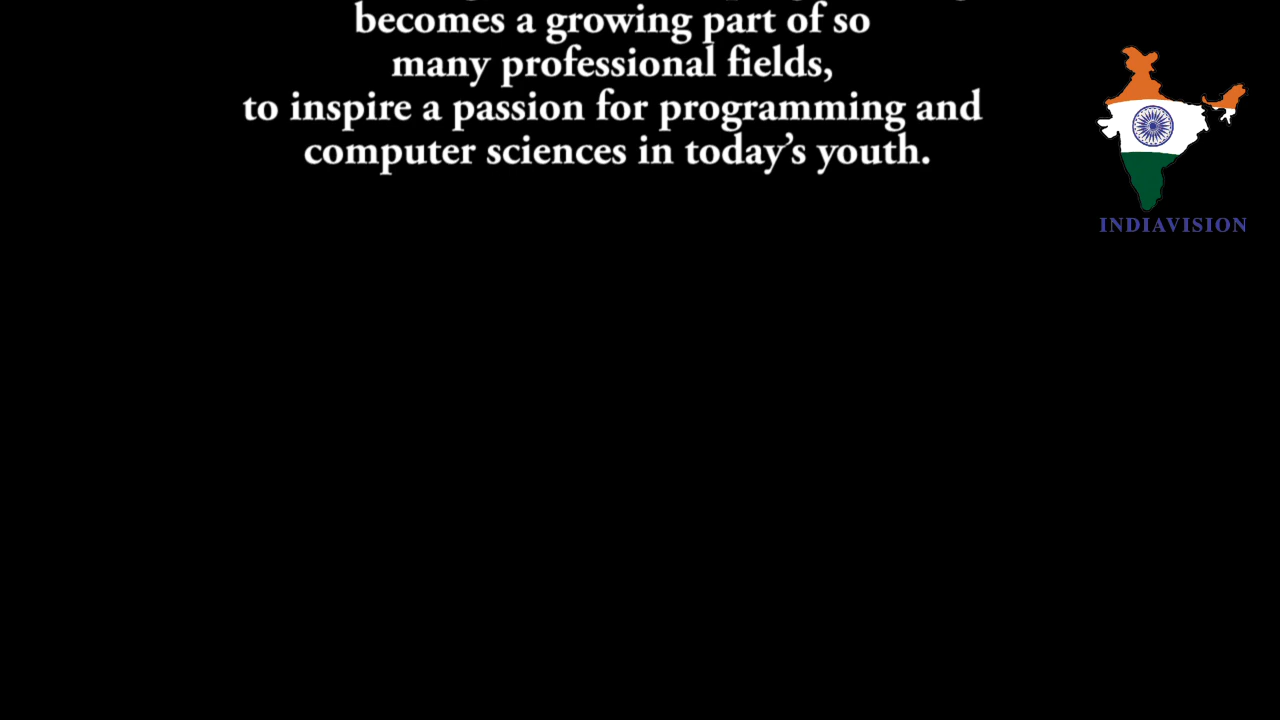 becomes a growing part of so
many professional fields,
to inspire a passion for programming and
computer sciences in today’s youth.
INDIAVISION